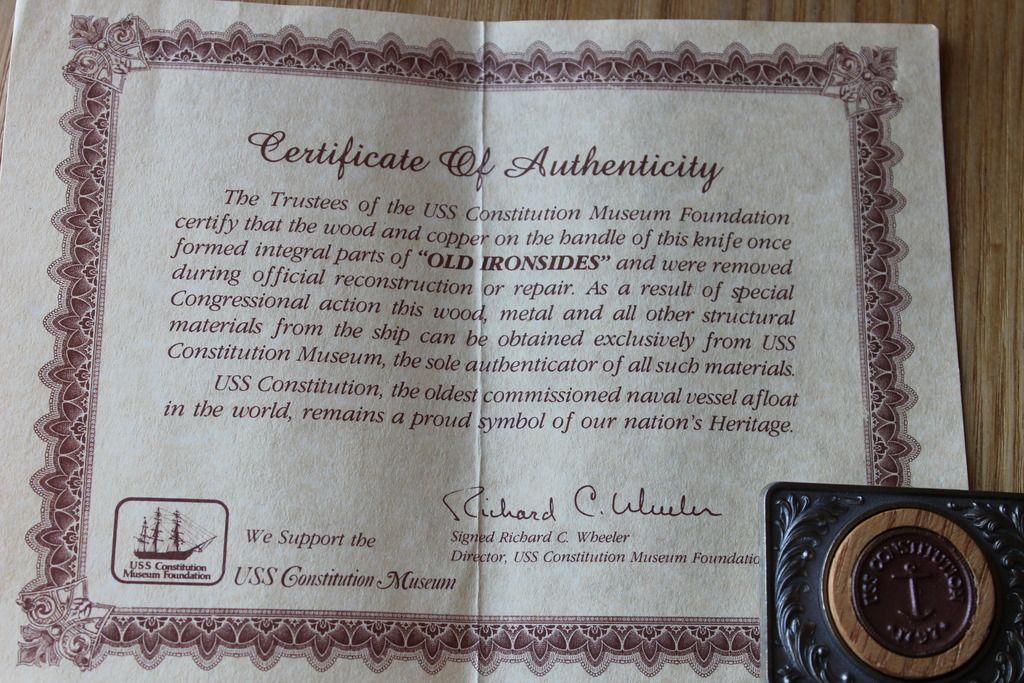 Certificate Of Authenticity
The Trustees of the USS Constitution Museum Foundation
certify that the wood and copper on the handle of this knife once
formed integral parts of "OLD IRONSIDES" and were removed
during official reconstruction or repair. As a result of special
Congressional action this wood, metal and all other structural
materials from the ship can be obtained exclusively from USS
Constitution Museum, the sole authenticator of all such materials.
USS Constitution, the oldest commissioned naval vessel afloat
in the world, remains a proud symbol of our nation's Heritage.
Richard C. Wheeler
Signed Richard C. Wheeler
Director, USS Constitution Museum Foundatio
We Support the
USS Constitution Museum
USS Constitution
Museum Foundation
USS CONSTITUTION
1797